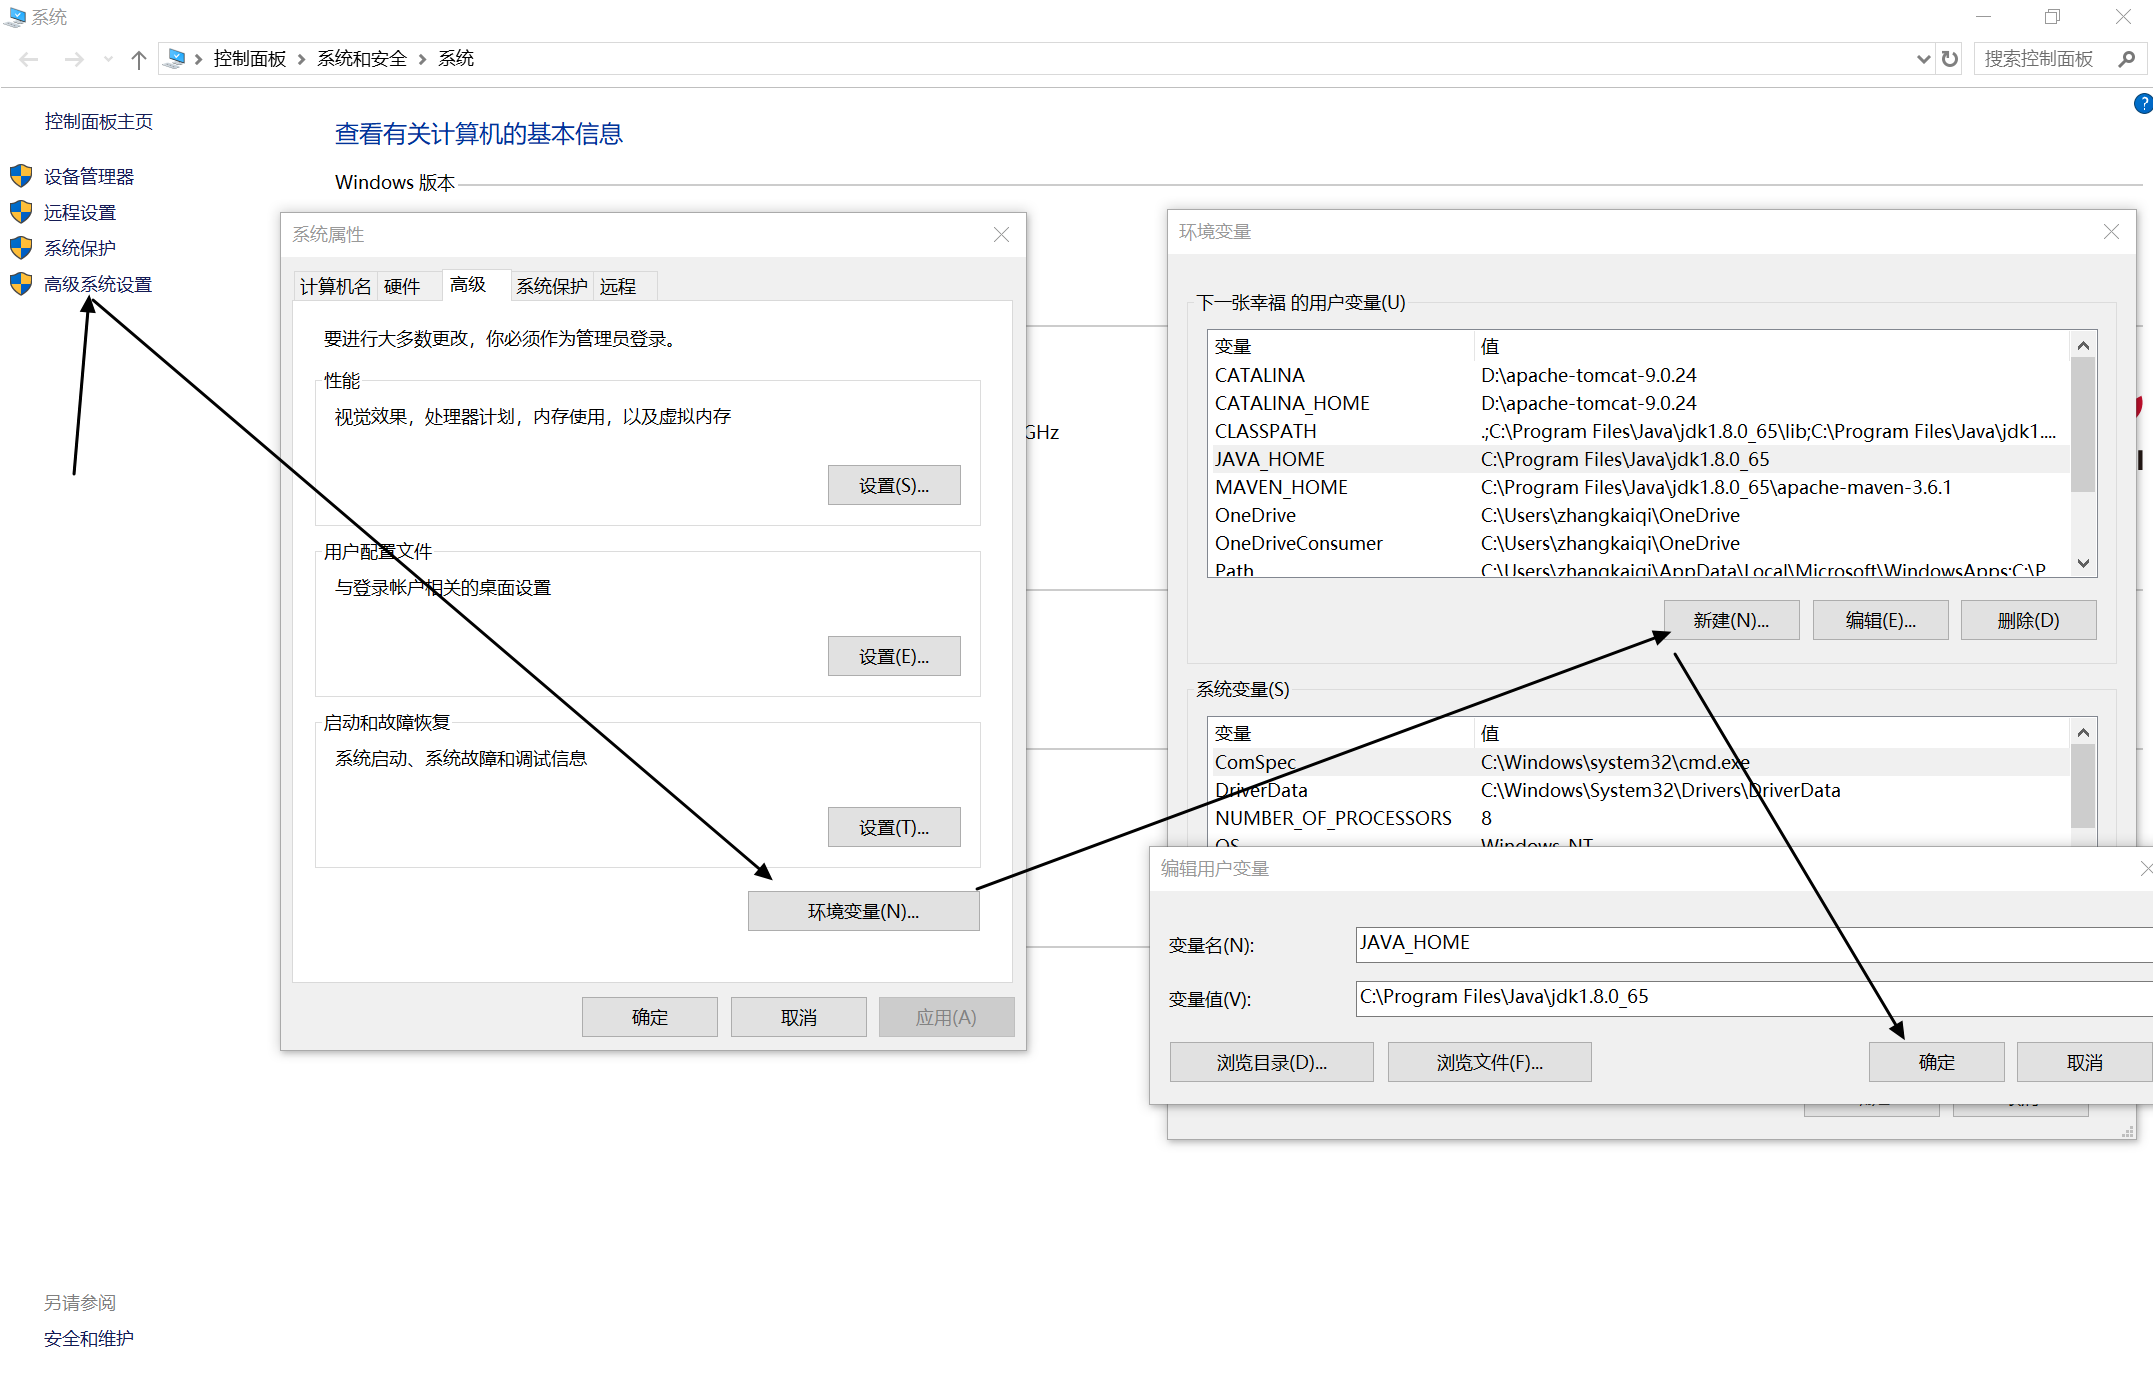 系统
控制面板 系统和安全 系统
搜索控制面板
控制面板主页
设备管理器
远程设置
系统保护
高级系统设置
另请参阅
安全和维护
查看有关计算机的基本信息
Windows 版本
GHz
系统属性
计算机名 硬件 高级 系统保护 远程
要进行大多数更改，你必须作为管理员登录。
性能
视觉效果，处理器计划，内存使用，以及虚拟内存
设置(S)...
用户配置文件
与登录帐户相关的桌面设置
设置(E)...
启动和故障恢复
系统启动、系统故障和调试信息
设置(T)...
环境变量(N)...
确定 取消 应用(A)
环境变量
下一张幸福 的用户变量(U)
变量 值
CATALINA D:\apache-tomcat-9.0.24
CATALINA_HOME D:\apache-tomcat-9.0.24
CLASSPATH .;C:\Program Files\Java\jdk1.8.0_65\lib;C:\Program Files\Java\jdk1....
JAVA_HOME C:\Program Files\Java\jdk1.8.0_65
MAVEN_HOME C:\Program Files\Java\jdk1.8.0_65\apache-maven-3.6.1
OneDrive C:\Users\zhangkaiqi\OneDrive
OneDriveConsumer C:\Users\zhangkaiqi\OneDrive
Path C:\Users\zhangkaiqi\AppData\Local\Microsoft\WindowsApps;C:\P...
新建(N)... 编辑(E)... 删除(D)
系统变量(S)
变量 值
ComSpec C:\Windows\system32\cmd.exe
DriverData C:\Windows\System32\Drivers\DriverData
NUMBER_OF_PROCESSORS 8
OS Windows_NT
编辑用户变量
变量名(N): JAVA_HOME
变量值(V): C:\Program Files\Java\jdk1.8.0_65
浏览目录(D)... 浏览文件(F)... 确定 取消